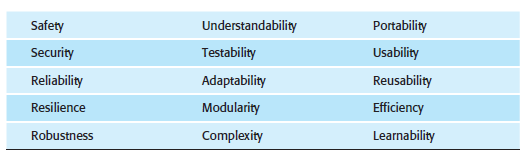 Safety Understandability Portability
Security Testability Usability
Reliability Adaptability Reusability
Resilience Modularity Efficiency
Robustness Complexity Learnability